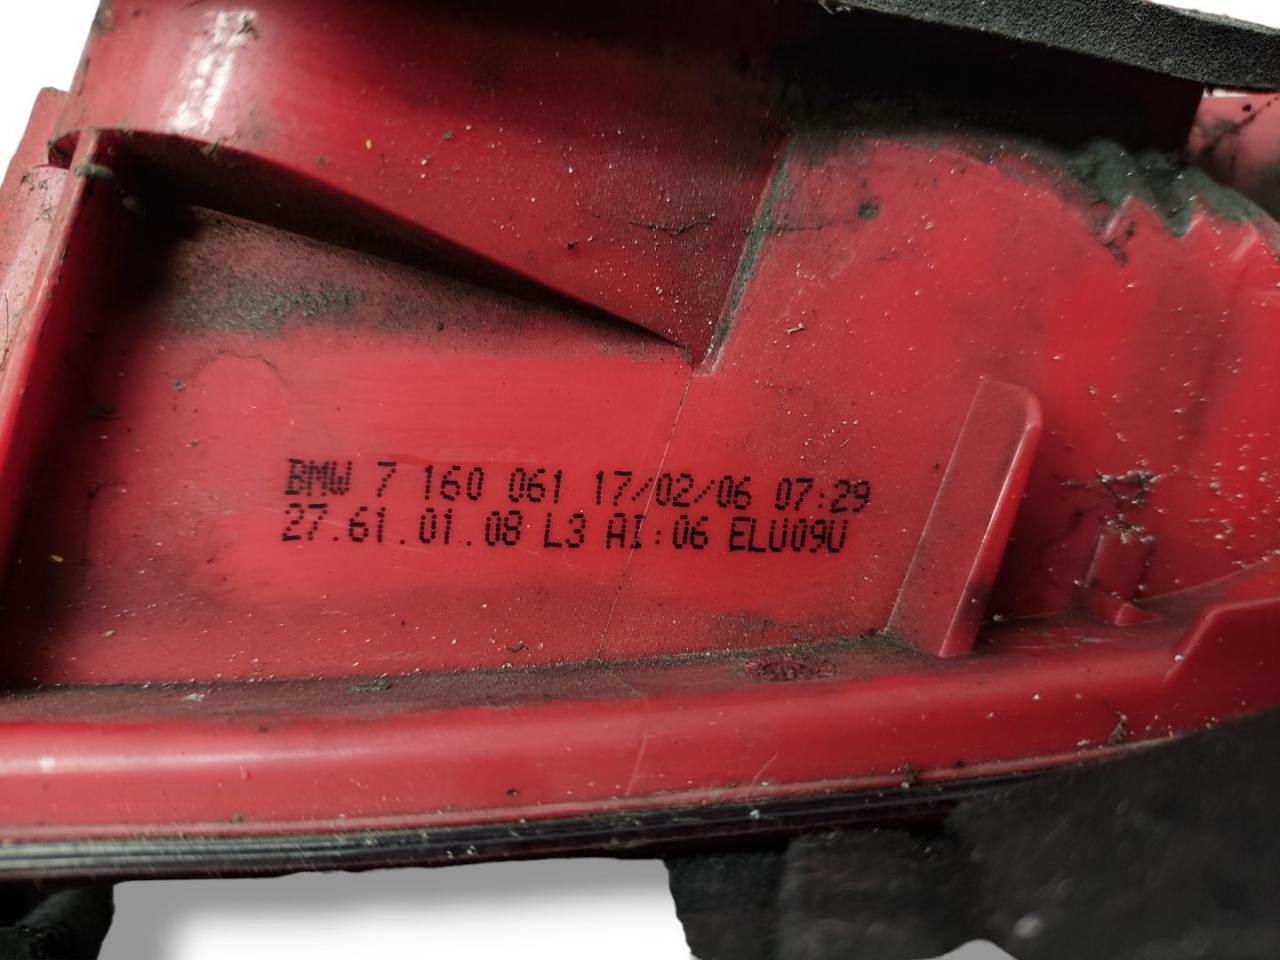 BMW 7 160 061 17/02/06 07:29
27.61.01.08 L3 AI:06 ELU09U